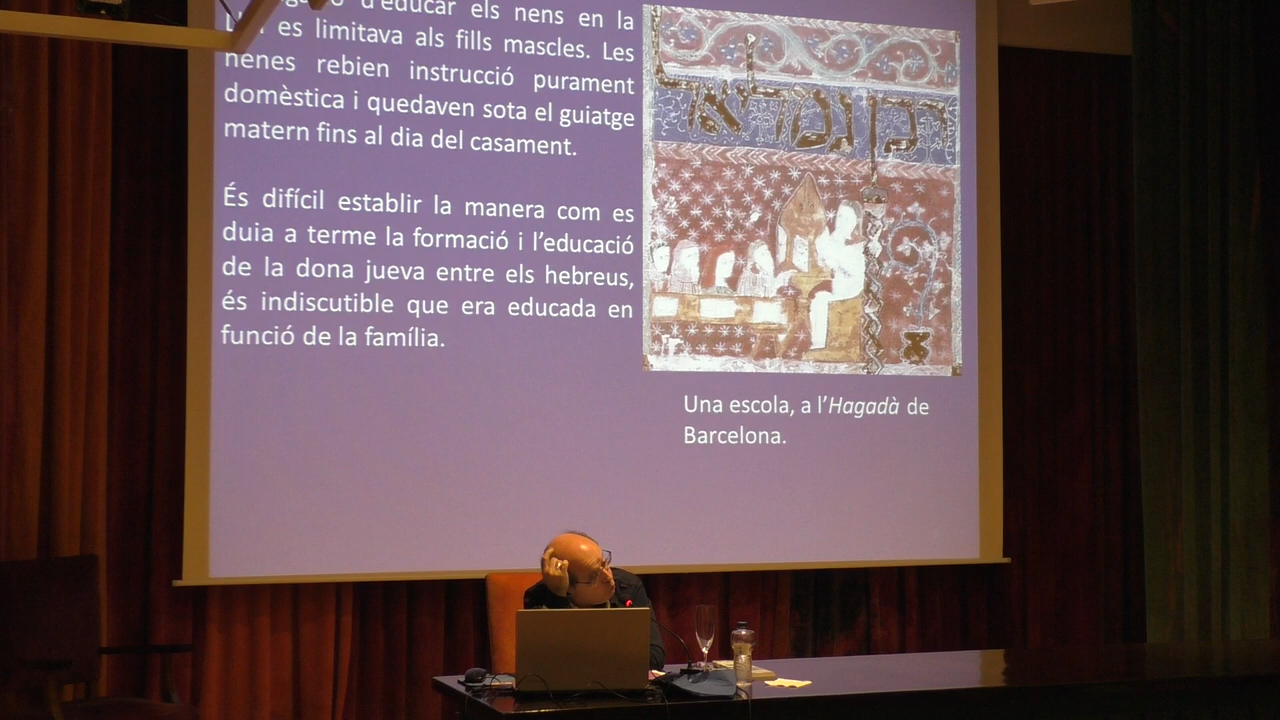 d'educar els nens en la
es limitava als fills mascles. Les
nenes rebien instrucció purament
domèstica i quedaven sota el guiatge
matern fins al dia del casament.
És difícil establir la manera com es
duia a terme la formació i l'educació
de la dona jueva entre els hebreus,
és indiscutible que era educada en
funció de la família.
רבן גמליאל
Una escola, a l'Hagadà de
Barcelona.